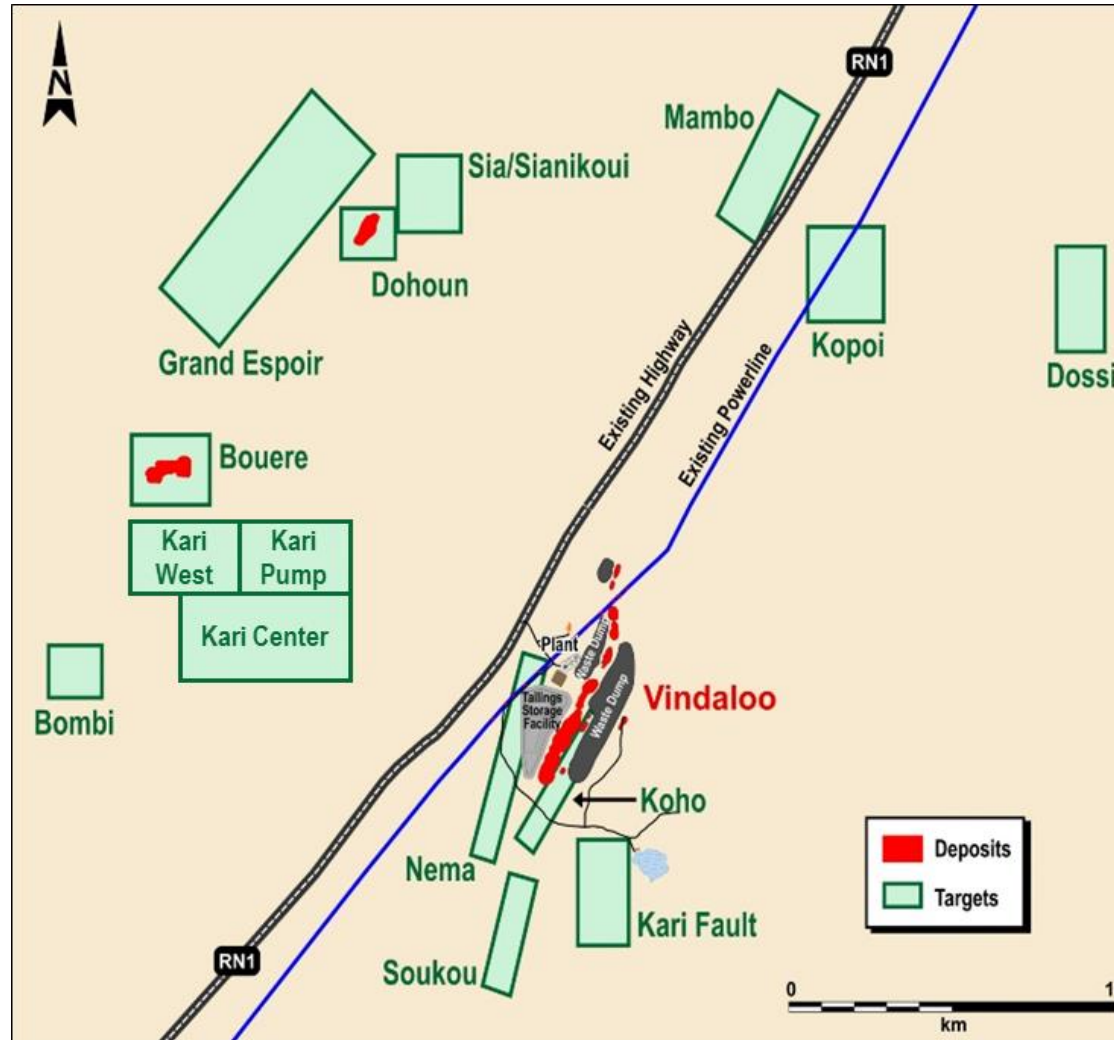 N
RN1
Mambo
Sia/Sianikoui
Dohoun
Grand Espoir
Kopoi
Dossi
Existing Highway
Existing Powerline
Bouere
Kari
West
Kari
Pump
Kari Center
Bombi
Plant
Waste Dump
Tailings
Storage
Facility
Waste Dump
Vindaloo
Koho
Nema
Kari Fault
Soukou
RN1
Deposits
Targets
0
1
km